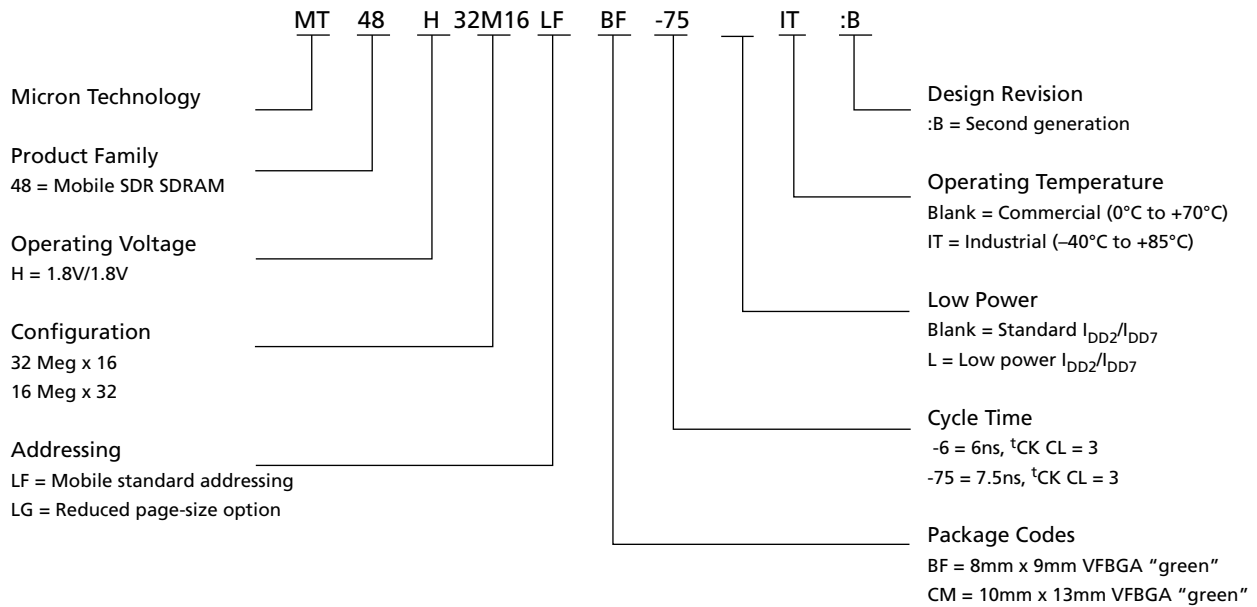 MT 48 H 32M16 LF BF -75 IT :B
Micron Technology
Product Family
48 = Mobile SDR SDRAM
Operating Voltage
H = 1.8V/1.8V
Configuration
32 Meg x 16
16 Meg x 32
Addressing
LF = Mobile standard addressing
LG = Reduced page-size option
Design Revision
:B = Second generation
Operating Temperature
Blank = Commercial (0°C to +70°C)
IT = Industrial (–40°C to +85°C)
Low Power
Blank = Standard IDD2/IDD7
L = Low power IDD2/IDD7
Cycle Time
-6 = 6ns, tCK CL = 3
-75 = 7.5ns, tCK CL = 3
Package Codes
BF = 8mm x 9mm VFBGA “green”
CM = 10mm x 13mm VFBGA “green”